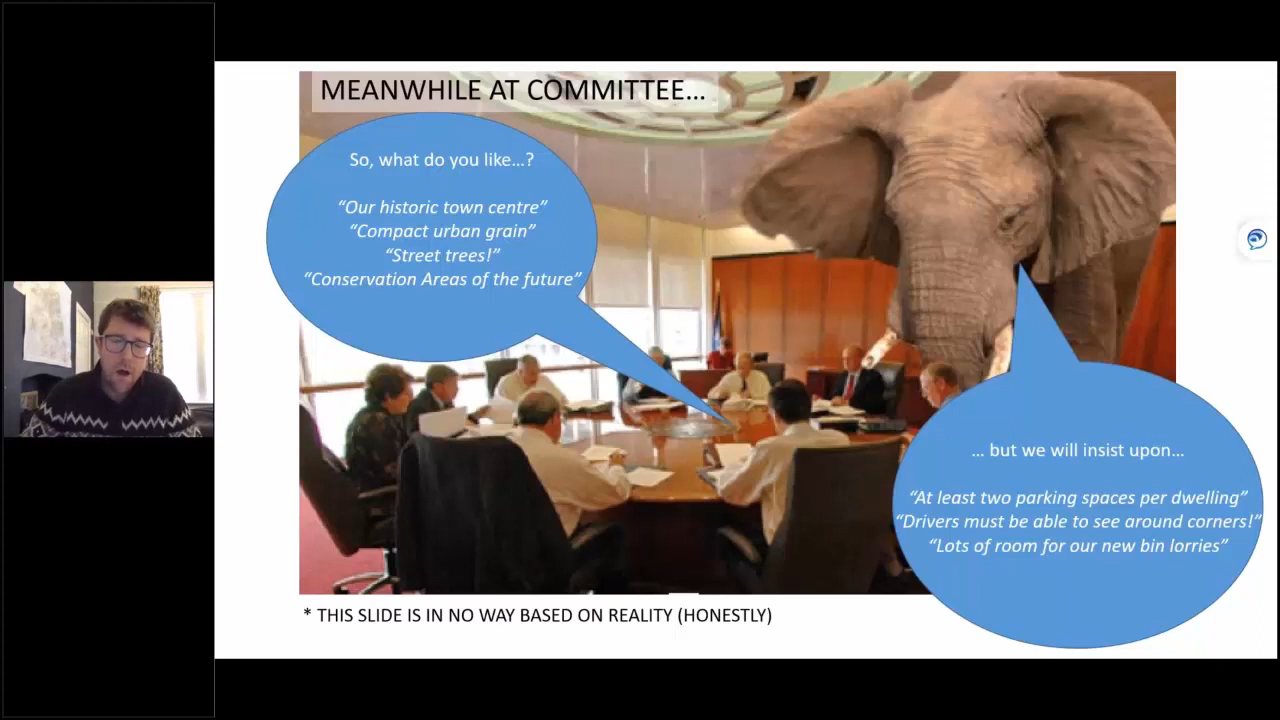 MEANWHILE AT COMMITTEE…
So, what do you like…?
“Our historic town centre”
“Compact urban grain”
“Street trees!”
“Conservation Areas of the future”
… but we will insist upon…
“At least two parking spaces per dwelling”
“Drivers must be able to see around corners!”
“Lots of room for our new bin lorries”
* THIS SLIDE IS IN NO WAY BASED ON REALITY (HONESTLY)